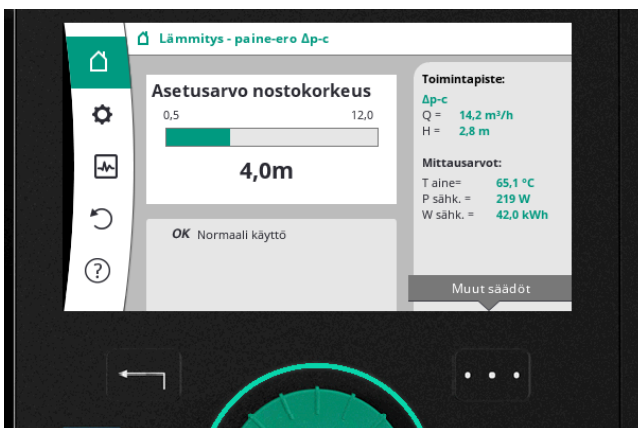 Lämmitys - paine-ero Δp-c
Asetusarvo nostokorkeus
0,5 12,0
4,0m
OK Normaali käyttö
Toimintapiste:
Δp-c
Q = 14,2 m³/h
H = 2,8 m
Mittausarvot:
T aine= 65,1 °C
P sähk. = 219 W
W sähk. = 42,0 kWh
Muut säädöt